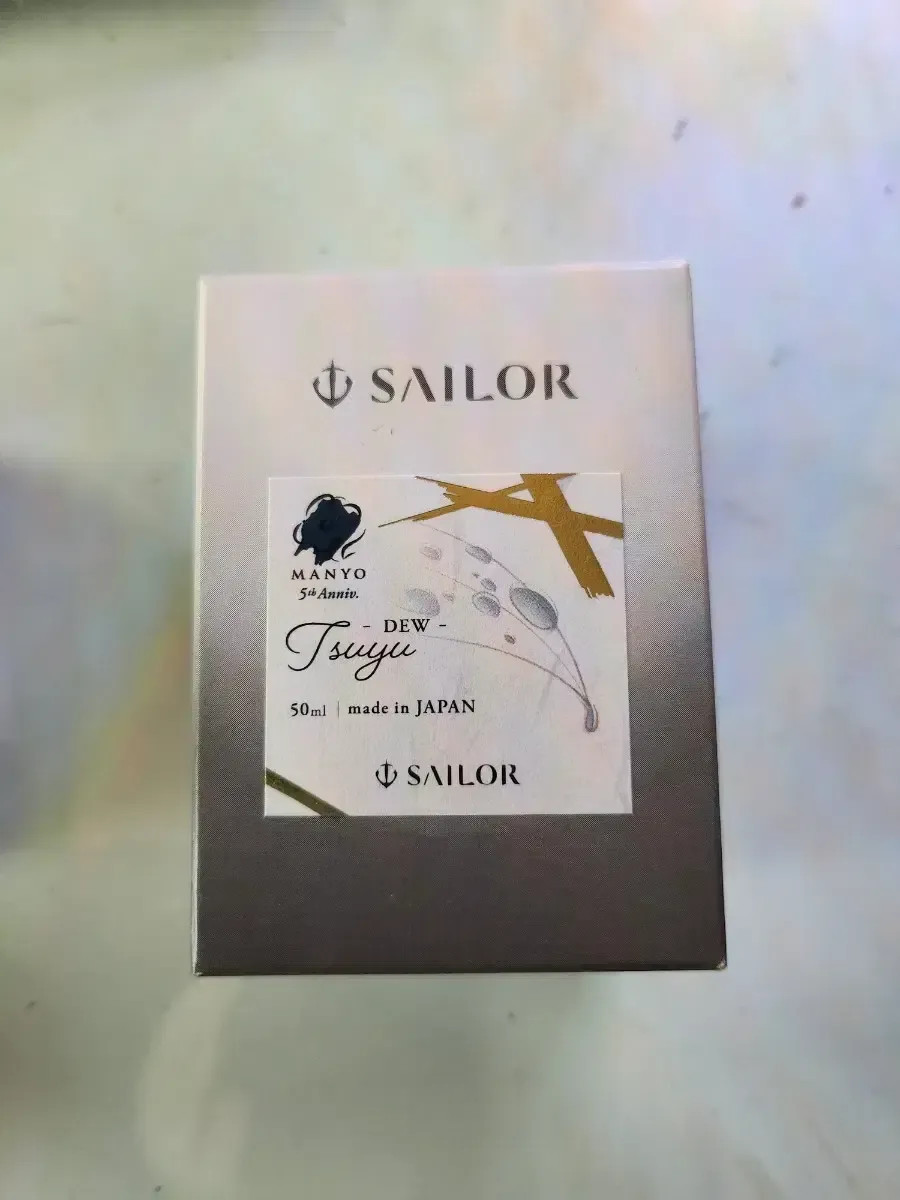 SAILOR
MANYO
5th Anniv.
- DEW -
Tsuyu
50ml | made in JAPAN
SAILOR